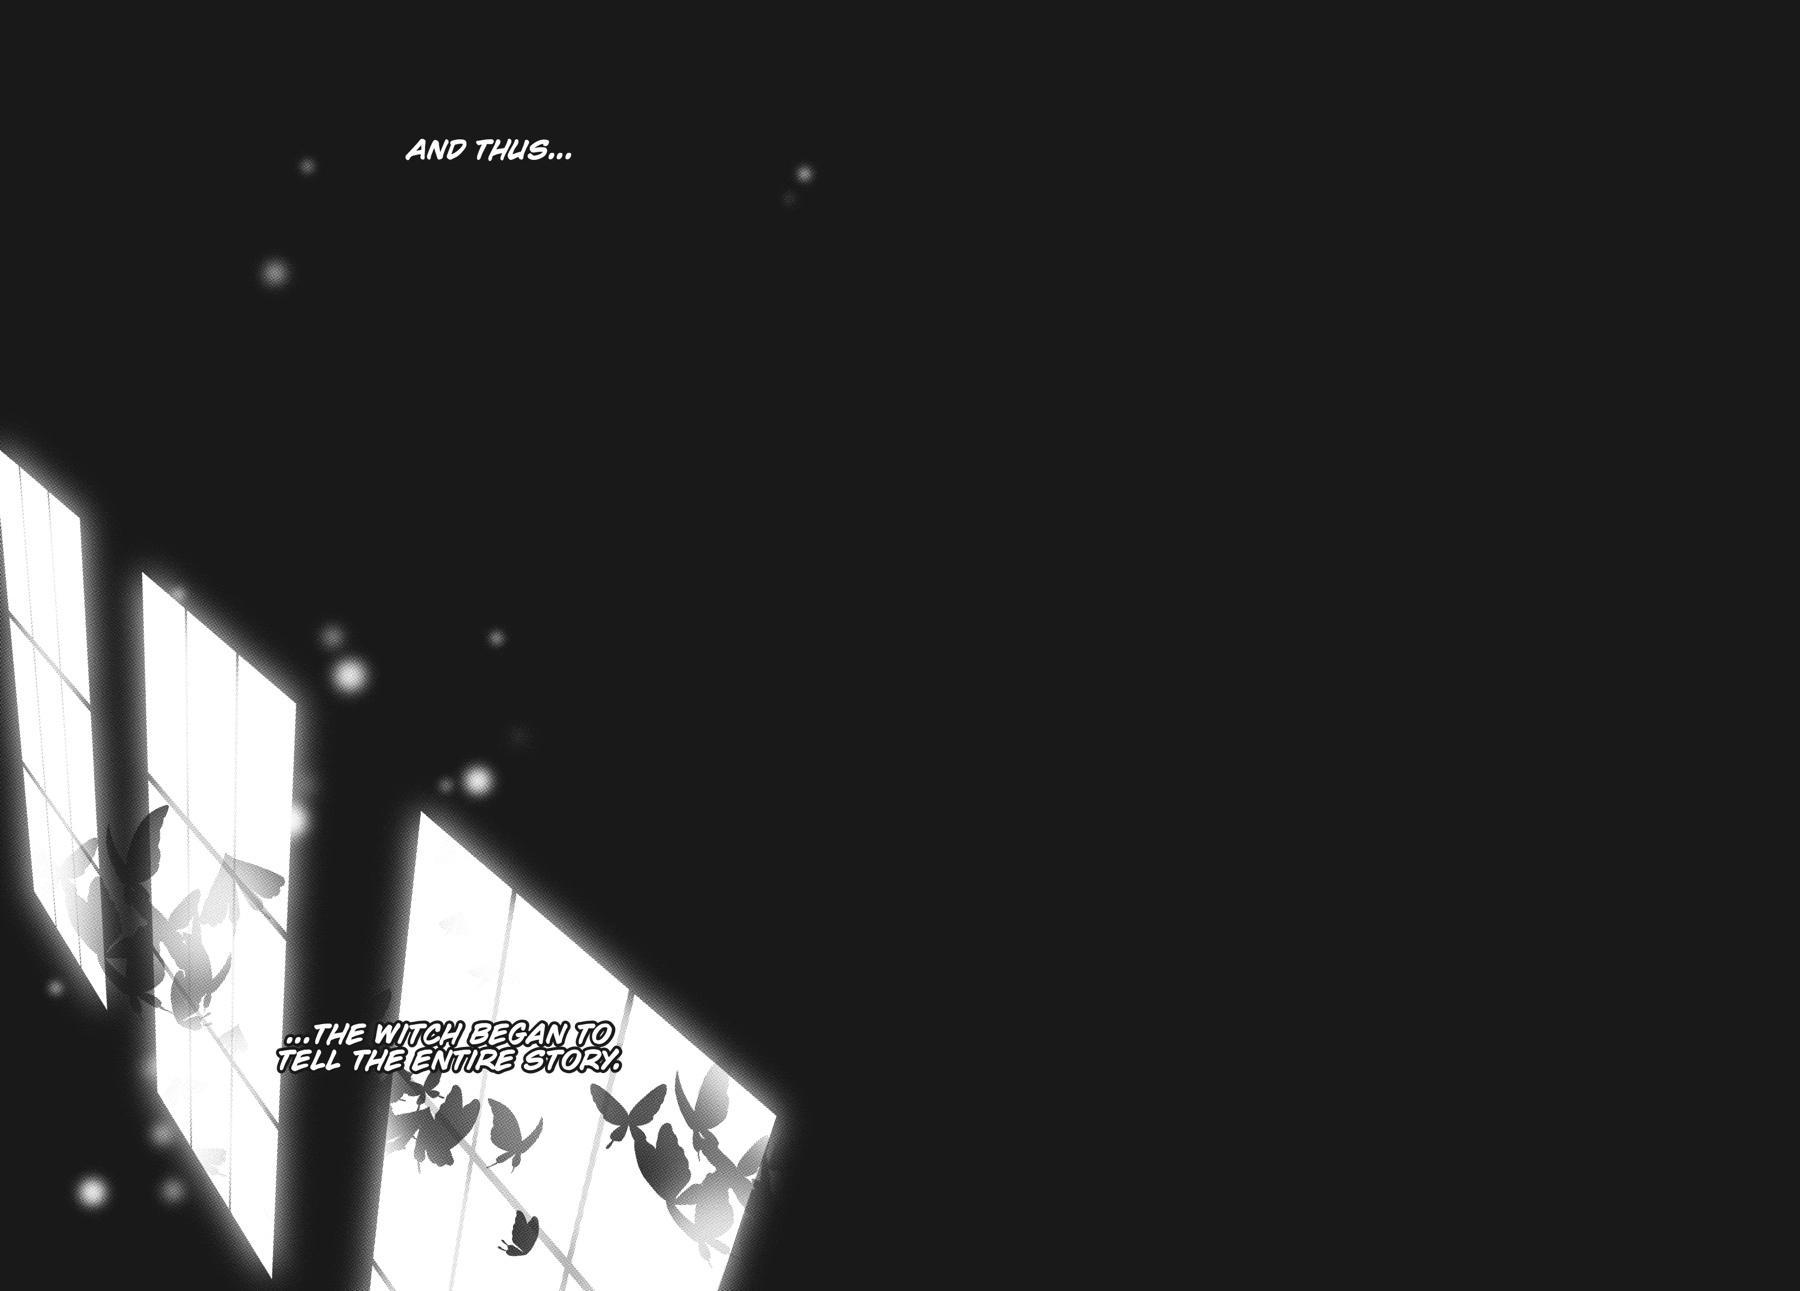 AND THUS...
...THE WITCH BEGAN TO
TELL THE ENTIRE STORY.